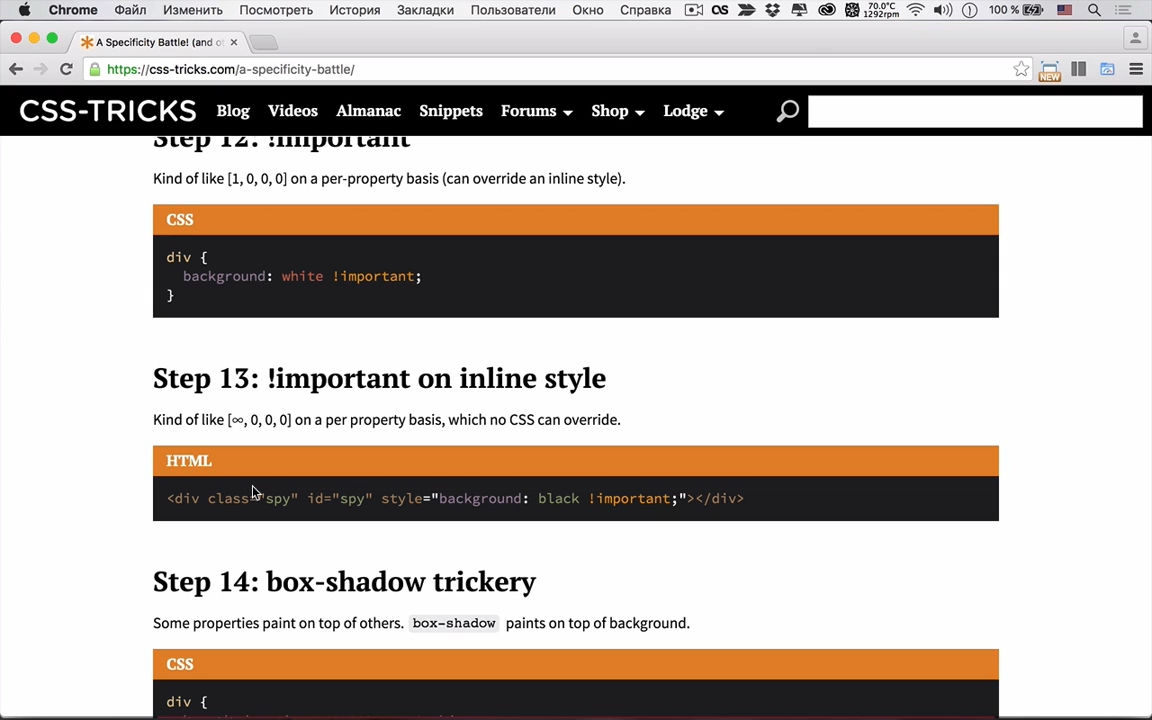 Chrome Файл Изменить Посмотреть История Закладки Пользователи Окно Справка 70.0°C 1292rpm 100 %
A Specificity Battle! (and o
https://css-tricks.com/a-specificity-battle/ NEW
CSS-TRICKS Blog Videos Almanac Snippets Forums Shop Lodge
Step 12: !important
Kind of like [1, 0, 0, 0] on a per-property basis (can override an inline style).
CSS
div {
background: white !important;
}
Step 13: !important on inline style
Kind of like [∞, 0, 0, 0] on a per property basis, which no CSS can override.
HTML
<div class="spy" id="spy" style="background: black !important;"></div>
Step 14: box-shadow trickery
Some properties paint on top of others. box-shadow paints on top of background.
CSS
div {